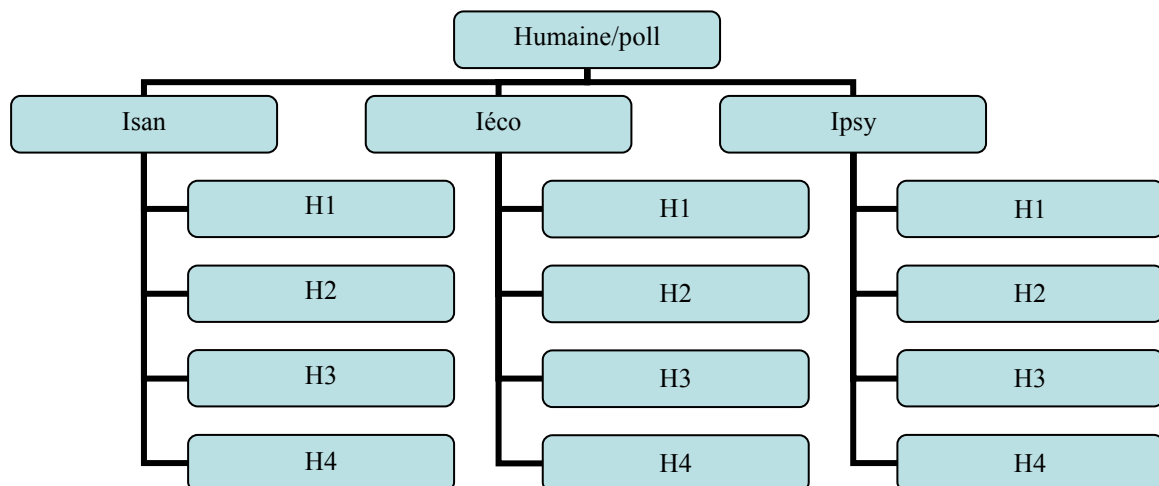 Humaine/poll
Isan
Iéco
Ipsy
H1
H1
H1
H2
H2
H2
H3
H3
H3
H4
H4
H4